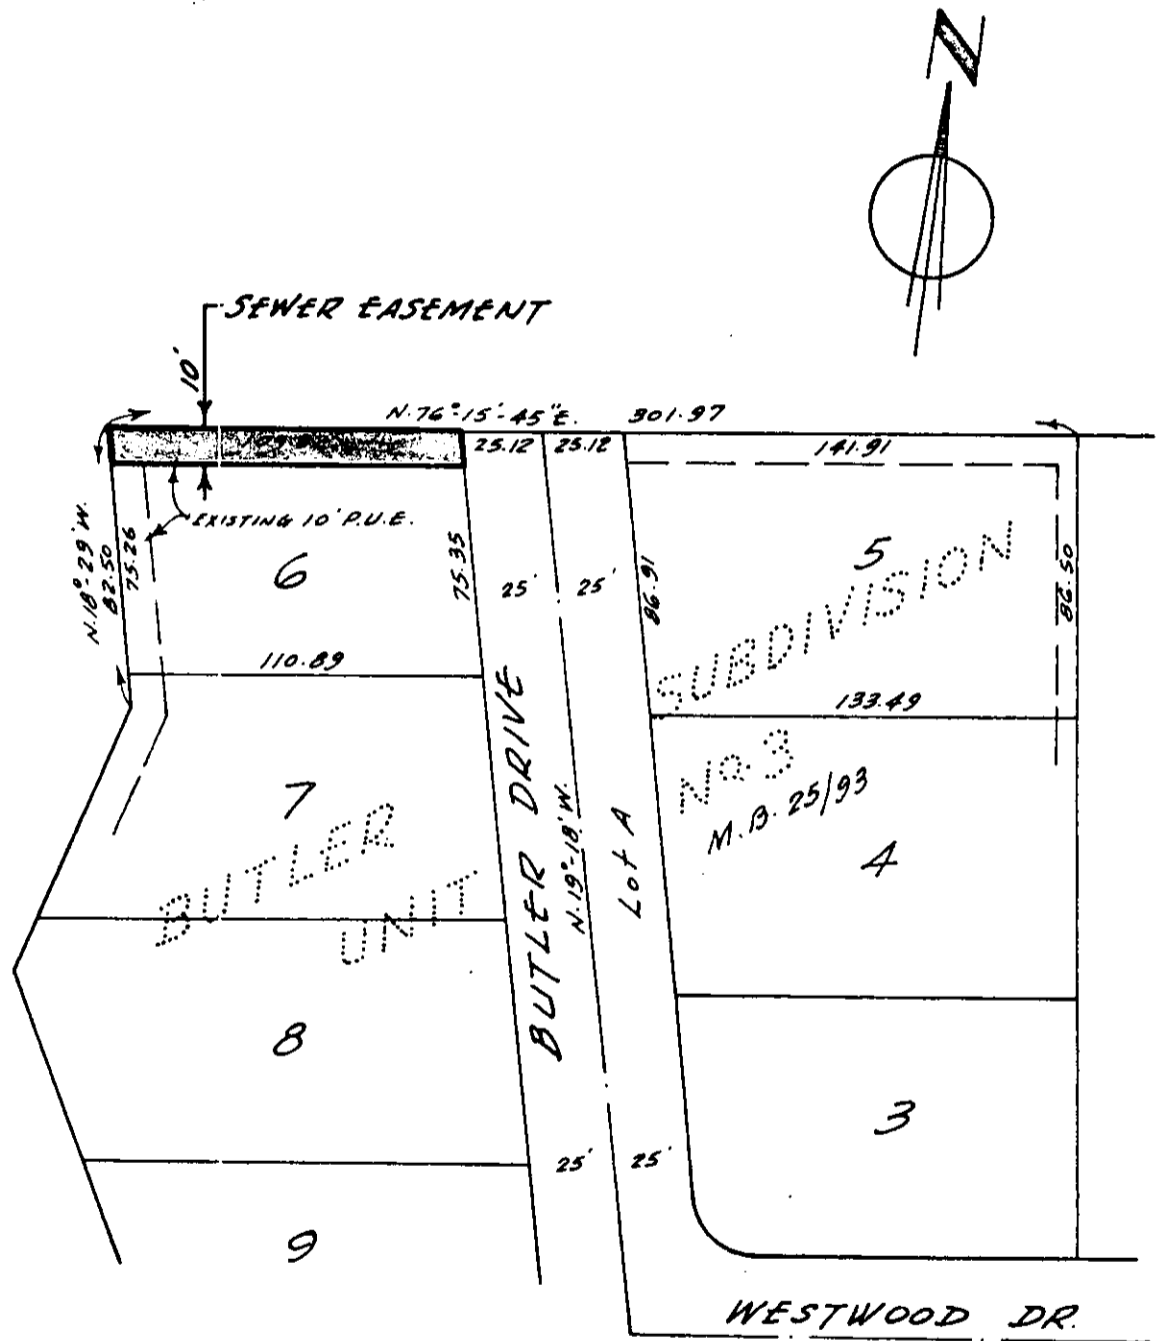 N
SEWER EASEMENT
10'
N.76°-15'-45"E. 301.97
25.12 25.12 141.91
EXISTING 10' P.U.E.
N.18°-29'W.
82.50
75.26
6
75.35
25' 25'
86.91
5
86.50
110.89
133.49
BUTLER SUBDIVISION
UNIT No. 3
M.B. 25/93
7
BUTLER DRIVE
N.19°-18'W.
Lot A
4
8
3
25' 25'
9
WESTWOOD DR.